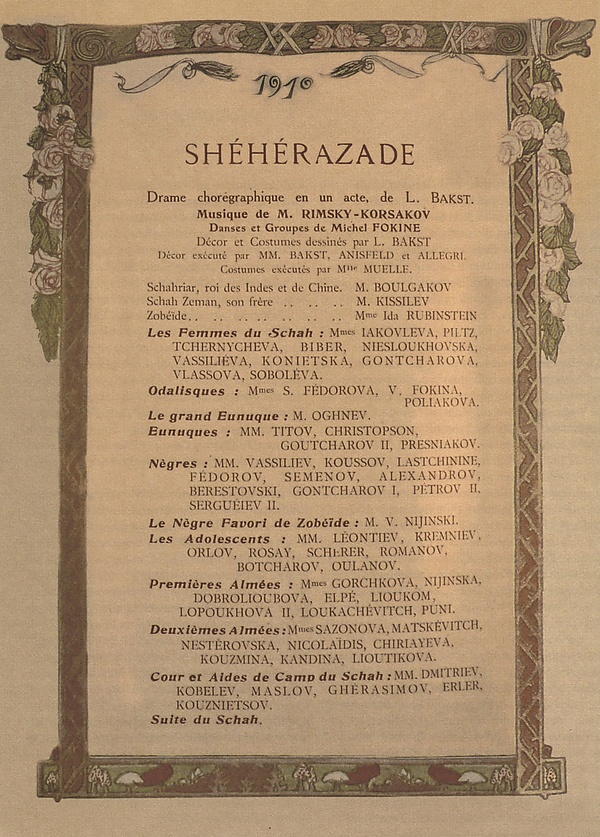 1910
SHÉHÉRAZADE
Drame chorégraphique en un acte, de L. BAKST.
Musique de M. RIMSKY-KORSAKOV
Danses et Groupes de Michel FOKINE
Décor et Costumes dessinés par L. BAKST
Décor exécuté par MM. BAKST, ANISFELD et ALLEGRI.
Costumes exécutés par Mlle MUELLE.
Schahriar, roi des Indes et de Chine. M. BOULGAKOV
Schah Zeman, son frère .. .. .. M. KISSILEV
Zobéide.. .. .. .. .. .. .. Mme Ida RUBINSTEIN
Les Femmes du Schah : Mmes IAKOVLEVA, PILTZ,
TCHERNYCHEVA, BIBER, NIESLOUKHOVSKA,
VASSILIÉVA, KONIETSKA, GONTCHAROVA,
VLASSOVA, SOBOLÉVA.
Odalisques : Mmes S. FÉDOROVA, V. FOKINA,
POLIAKOVA.
Le grand Eunuque : M. OGHNEV.
Eunuques : MM. TITOV, CHRISTOPSON,
GOUTCHAROV II, PRESNIAKOV.
Nègres : MM. VASSILIEV, KOUSSOV, LASTCHININE,
FÉDOROV, SEMENOV, ALEXANDROV,
BERESTOVSKI, GONTCHAROV I, PÉTROV II,
SERGUÉIEV II.
Le Nègre Favori de Zobéïde : M. V. NIJINSKI.
Les Adolescents : MM. LÉONTIEV, KREMNIEV,
ORLOV, ROSAY, SCHERER, ROMANOV,
BOTCHAROV, OULANOV.
Premières Almées : Mmes GORCHKOVA, NIJINSKA,
DOBROLIOUBOVA, ELPÉ, LIOUKOM,
LOPOUKHOVA II, LOUKACHÉVITCH, PUNI.
Deuxièmes Almées : Mmes SAZONOVA, MATSKÉVITCH,
NESTÉROVSKA, NICOLAÏDIS, CHIRIAYEVA,
KOUZMINA, KANDINA, LIOUTIKOVA.
Cour et Aides de Camp du Schah : MM. DMITRIEV,
KOBELEV, MASLOV, GHÉRASIMOV, ERLER,
KOUZNIETSOV.
Suite du Schah.